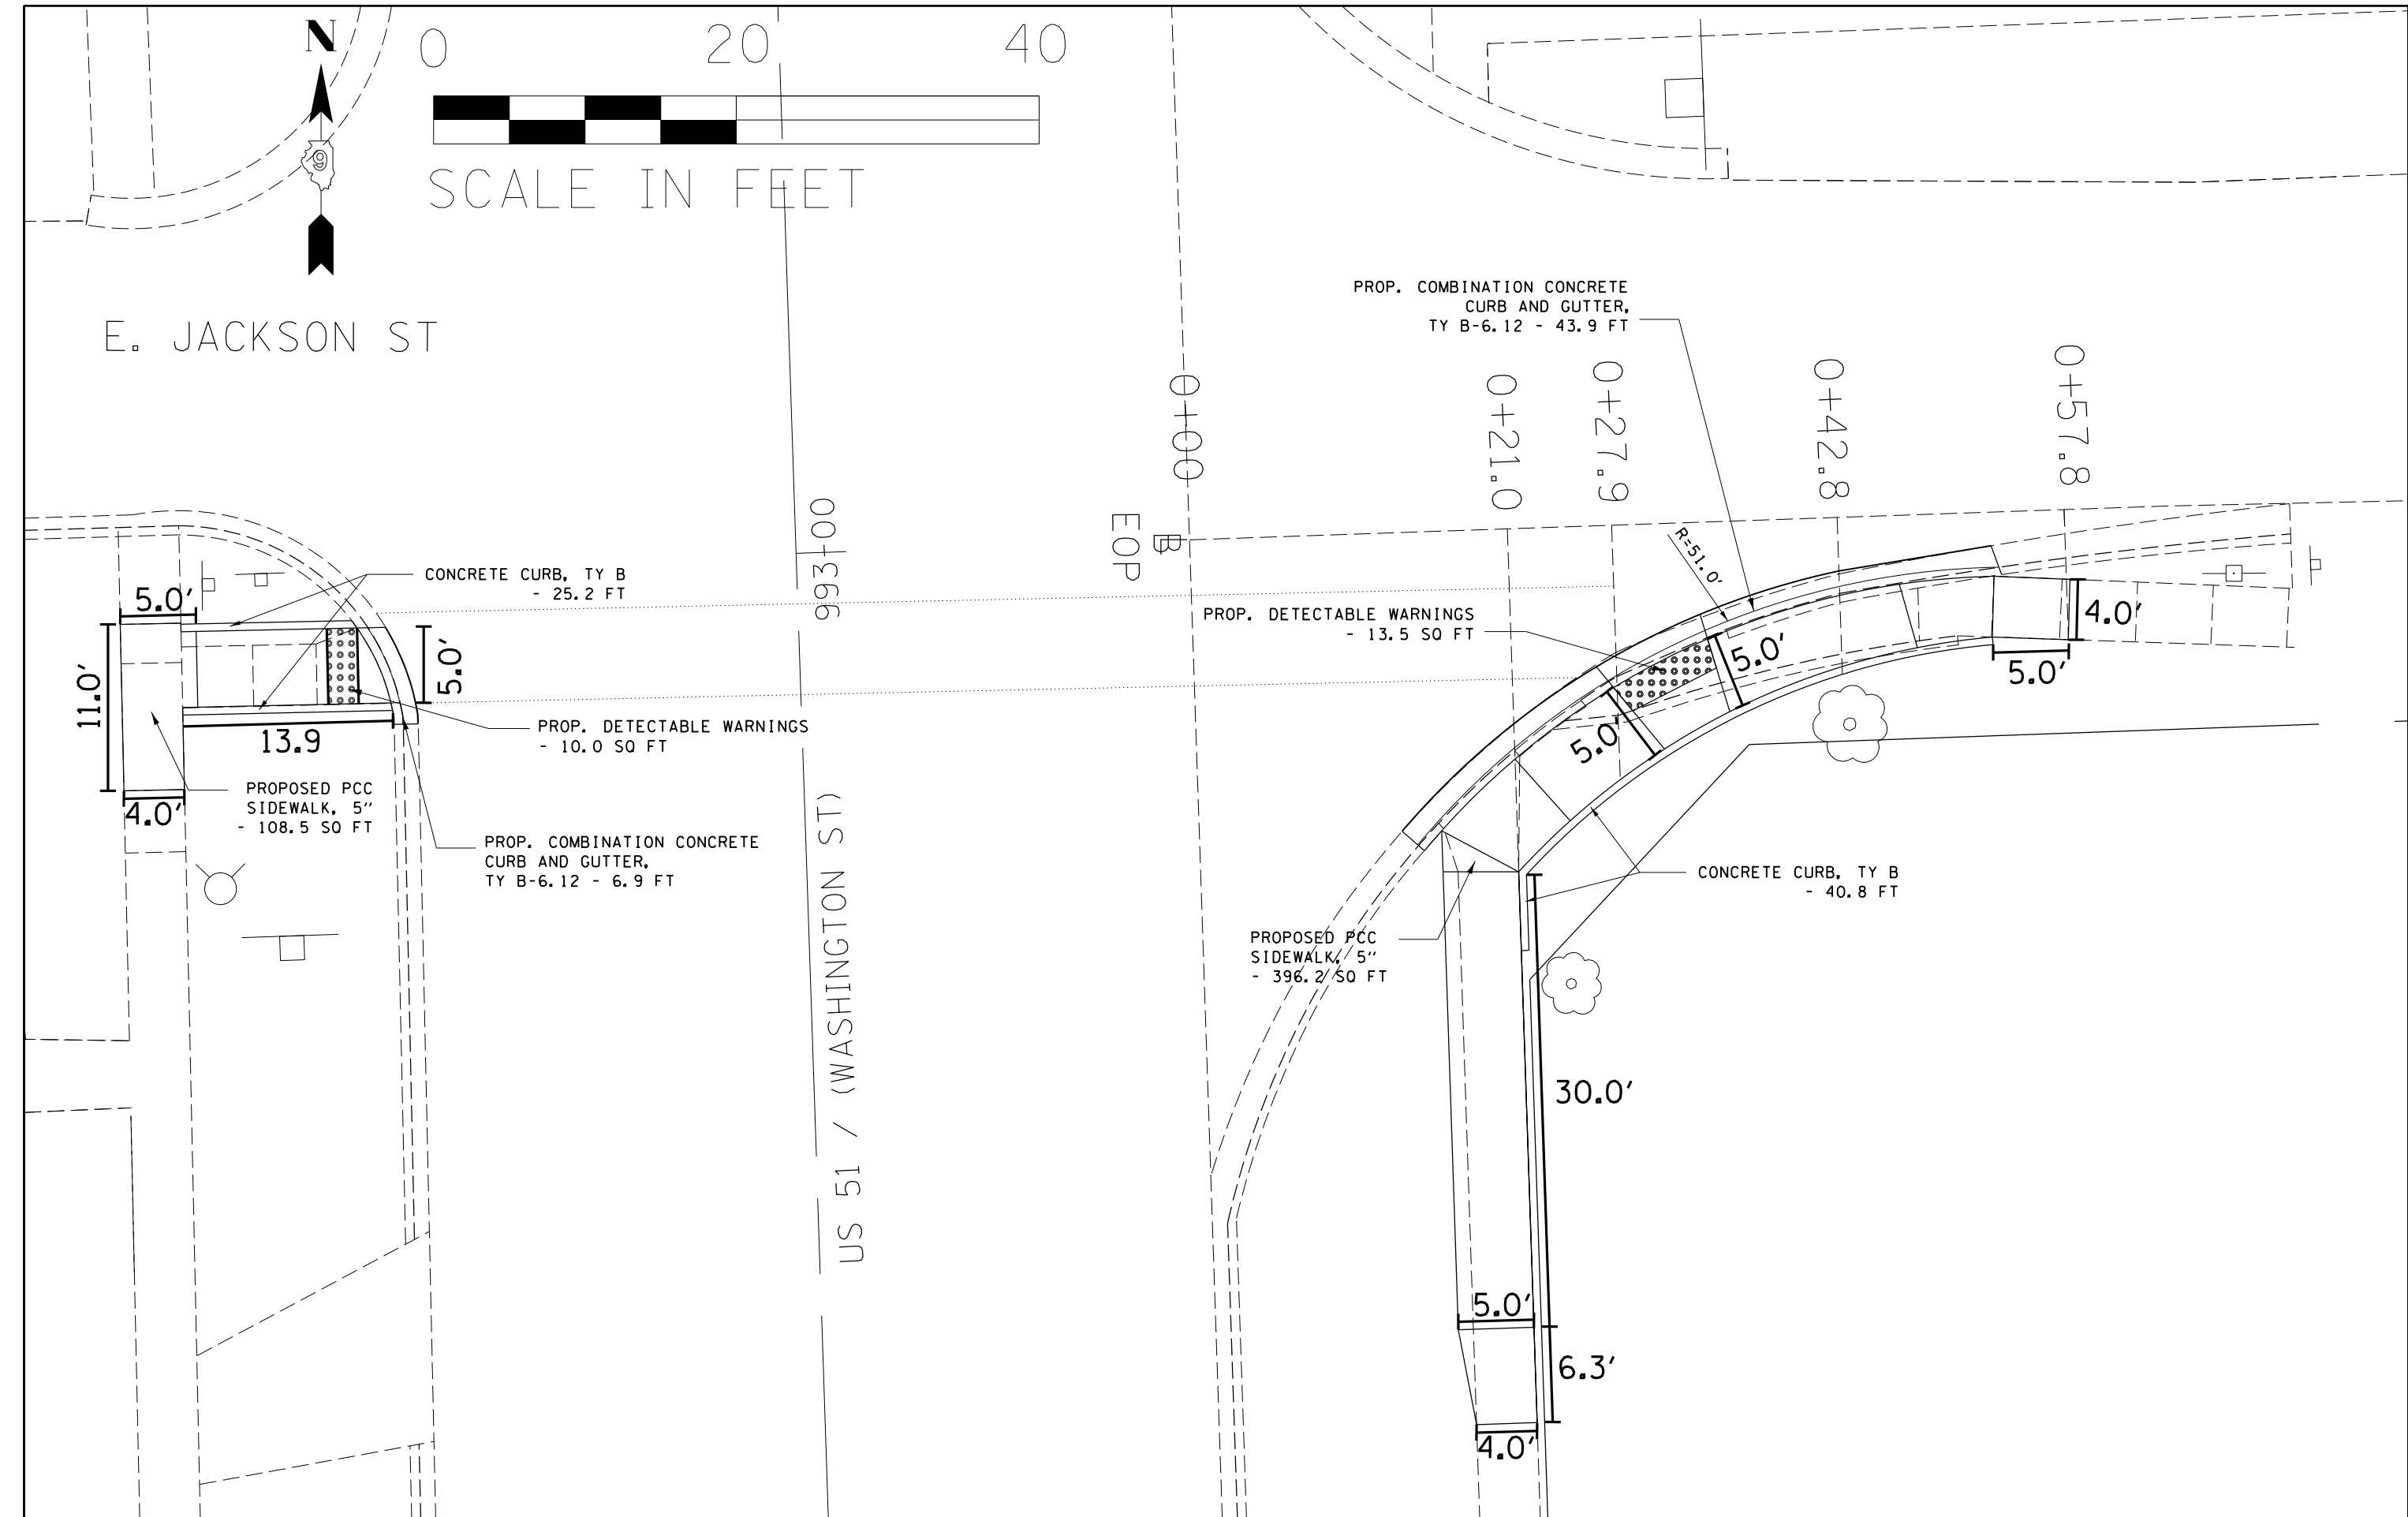 N
0 20 40
SCALE IN FEET
9
E. JACKSON ST
PROP. COMBINATION CONCRETE
CURB AND GUTTER,
TY B-6.12 - 43.9 FT
0+00
0+21.0
0+27.9
0+42.8
0+57.8
993+00
EOP
R=51.0'
CONCRETE CURB, TY B
- 25.2 FT
5.0'
11.0'
5.0'
13.9
4.0'
PROP. DETECTABLE WARNINGS
- 13.5 SQ FT
5.0'
5.0'
4.0'
5.0'
PROP. DETECTABLE WARNINGS
- 10.0 SQ FT
PROPOSED PCC
SIDEWALK, 5"
- 108.5 SQ FT
PROP. COMBINATION CONCRETE
CURB AND GUTTER,
TY B-6.12 - 6.9 FT
US 51 / (WASHINGTON ST)
CONCRETE CURB, TY B
- 40.8 FT
PROPOSED PCC
SIDEWALK, 5"
- 396.2 SQ FT
30.0'
5.0'
6.3'
4.0'